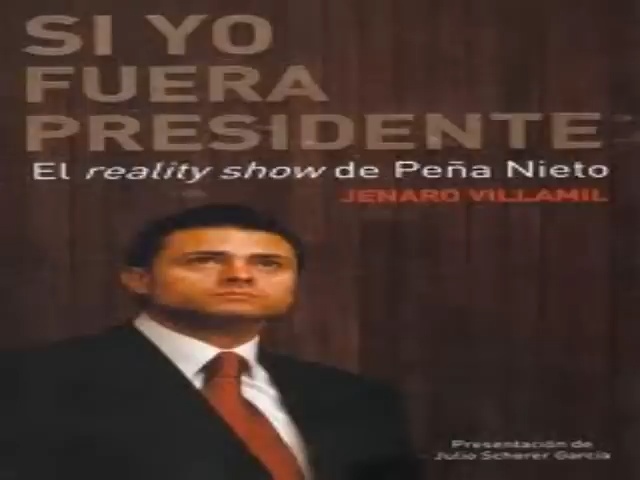 SI YO
FUERA
PRESIDENTE
El reality show de Peña Nieto
JENARO VILLAMIL
Presentación de
Julio Scherer García